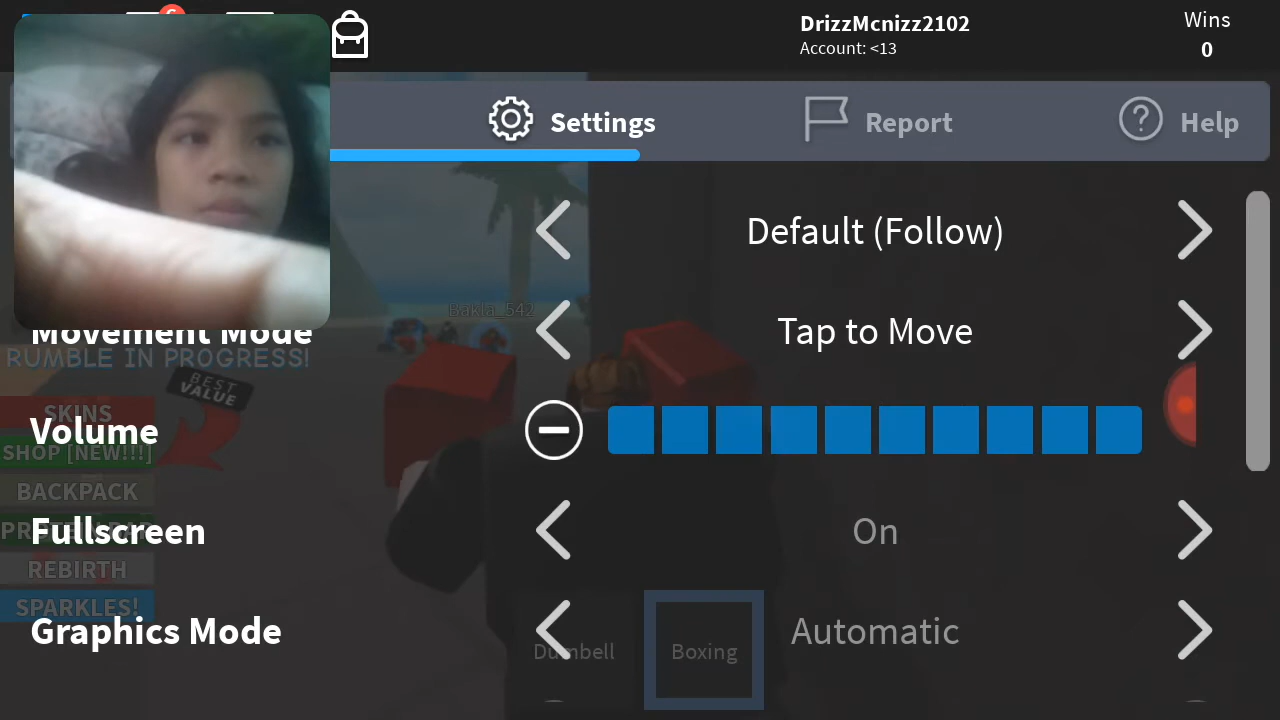 6
DrizzMcnizz2102
Account: <13
Wins
0
Settings
Report
Help
Default (Follow)
Bakla_542
Movement Mode
Tap to Move
RUMBLE IN PROGRESS!
BEST
VALUE
SKINS
Volume
SHOP [NEW!!!]
BACKPACK
Fullscreen
On
REBIRTH
SPARKLES!
Graphics Mode
Automatic
Dumbell
Boxing